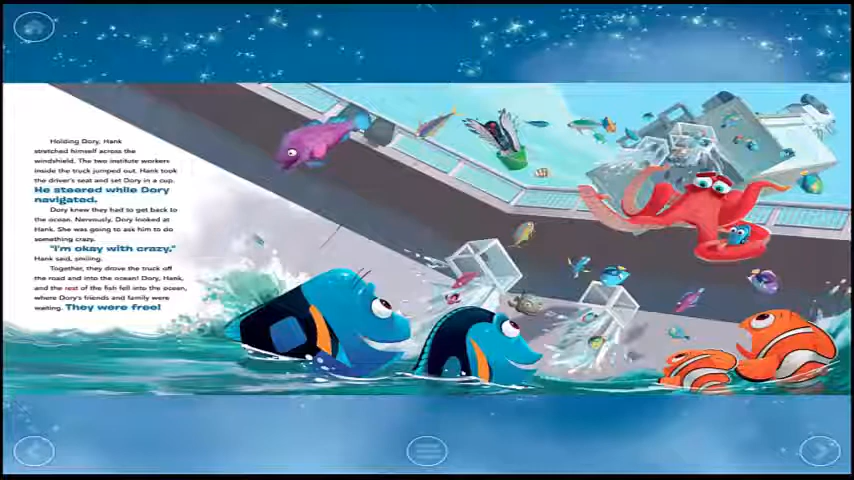 Holding Dory, Hank
stretched himself across the
windshield. The two institute workers
inside the truck jumped out. Hank took
the driver's seat and set Dory in a cup.
He steered while Dory
navigated.
Dory knew they had to get back to
the ocean. Nervously, Dory looked at
Hank. She was going to ask him to do
something crazy.
"I'm okay with crazy,"
Hank said, smiling.
Together, they drove the truck off
the road and into the ocean! Dory, Hank,
and the rest of the fish fell into the ocean,
where Dory's friends and family were
waiting. They were free!